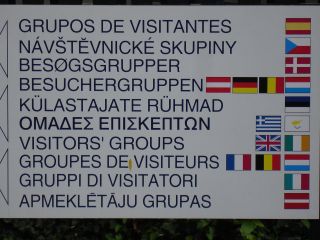 GRUPOS DE VISITANTES
NÁVŠTĚVNICKÉ SKUPINY
BESØGSGRUPPER
BESUCHERGRUPPEN
KÜLASTAJATE RÜHMAD
ΟΜΑΔΕΣ ΕΠΙΣΚΕΠΤΩΝ
VISITORS' GROUPS
GROUPES DE VISITEURS
GRUPPI DI VISITATORI
APMEKLĒTĀJU GRUPAS